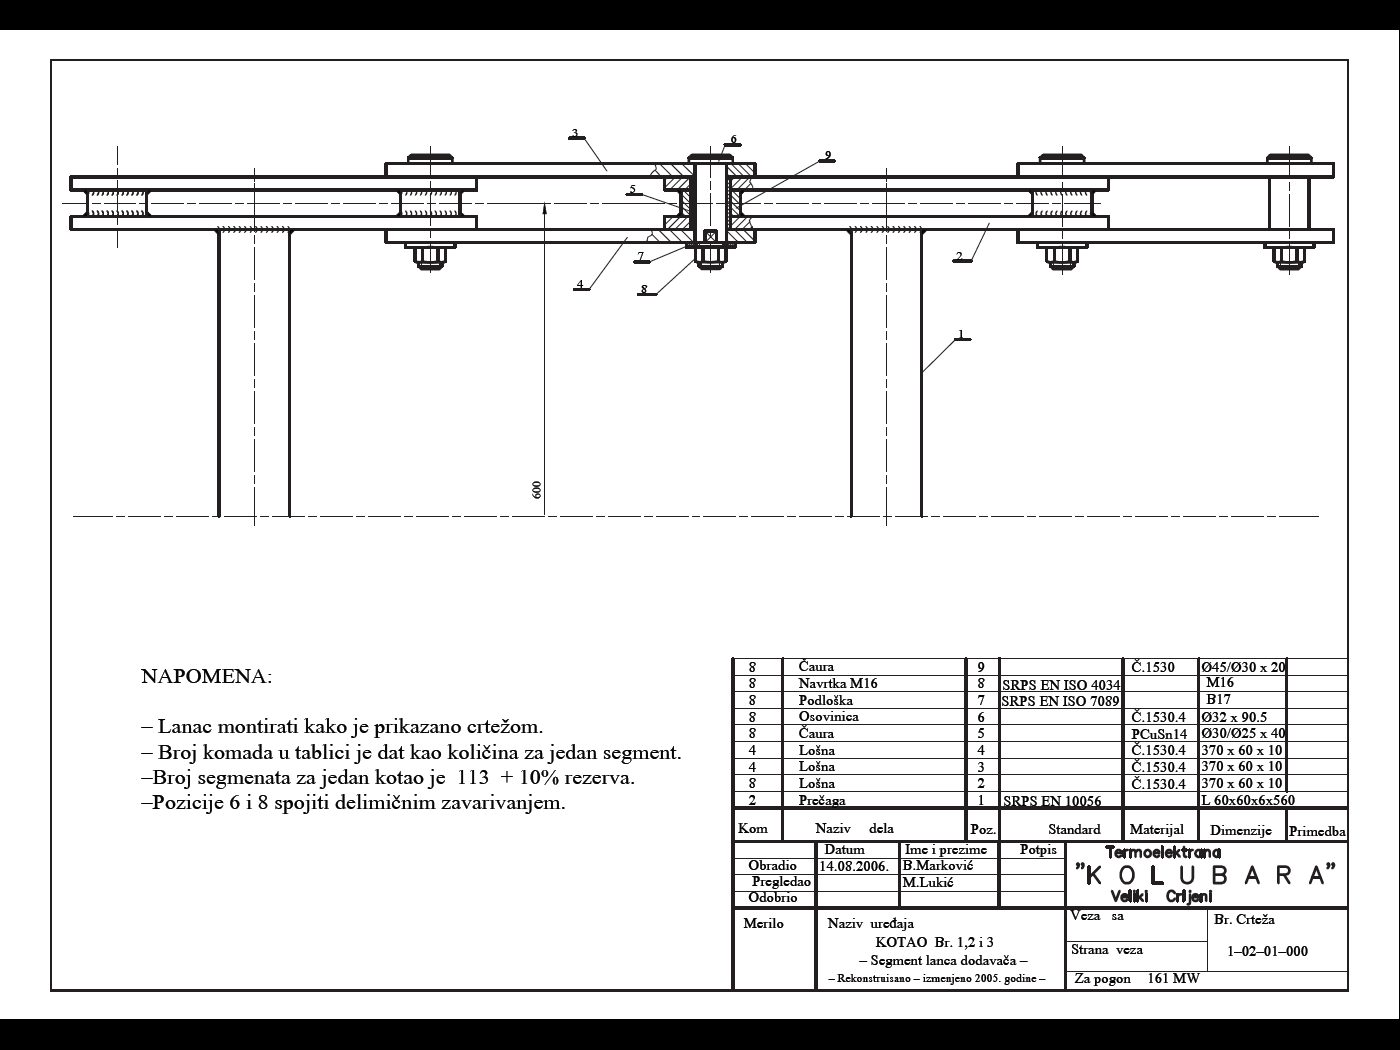 3
6
9
5
7
2
4
8
1
600
NAPOMENA:
– Lanac montirati kako je prikazano crtežom.
– Broj komada u tablici je dat kao količina za jedan segment.
–Broj segmenata za jedan kotao je 113 + 10% rezerva.
–Pozicije 6 i 8 spojiti delimičnim zavarivanjem.
8 Čaura 9 Č.1530 Ø45/Ø30 x 20
8 Navrtka M16 8 SRPS EN ISO 4034 M16
8 Podloška 7 SRPS EN ISO 7089 B17
8 Osovinica 6 Č.1530.4 Ø32 x 90.5
8 Čaura 5 PCuSn14 Ø30/Ø25 x 40
4 Lošna 4 Č.1530.4 370 x 60 x 10
4 Lošna 3 Č.1530.4 370 x 60 x 10
8 Lošna 2 Č.1530.4 370 x 60 x 10
2 Prečaga 1 SRPS EN 10056 L 60x60x6x560
Kom Naziv dela Poz. Standard Materijal Dimenzije Primedba
Datum Ime i prezime Potpis
Obradio 14.08.2006. B.Marković
Pregledao M.Lukić
Odobrio
Termoelektrana
"KOLUBARA"
Veliki Crljeni
Merilo
Naziv uređaja
KOTAO Br. 1,2 i 3
– Segment lanca dodavača –
– Rekonstruisano – izmenjeno 2005. godine –
Veza sa
Br. Crteža
Strana veza
1–02–01–000
Za pogon 161 MW